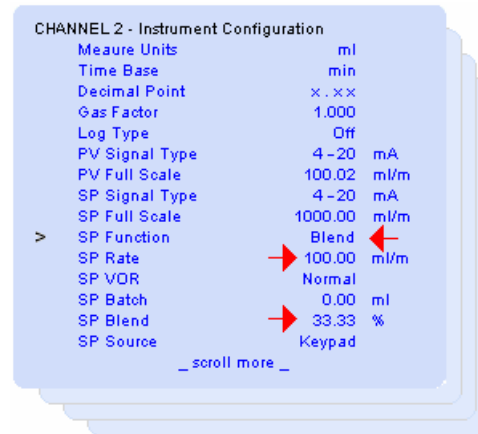 CHANNEL 2 - Instrument Configuration
Meaure Units ml
Time Base min
Decimal Point x.xx
Gas Factor 1.000
Log Type Off
PV Signal Type 4-20 mA
PV Full Scale 100.02 ml/m
SP Signal Type 4-20 mA
SP Full Scale 1000.00 ml/m
> SP Function Blend
SP Rate 100.00 ml/m
SP VOR Normal
SP Batch 0.00 ml
SP Blend 33.33 %
SP Source Keypad
_ scroll more _